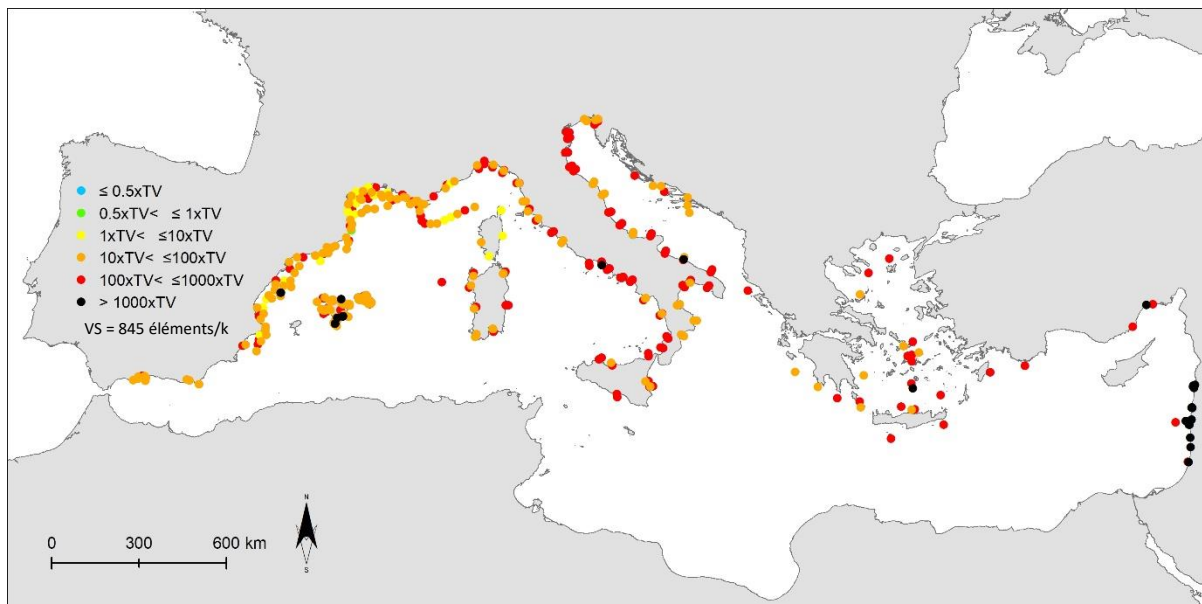 ≤ 0.5xTV
0.5xTV< ≤ 1xTV
1xTV< ≤10xTV
10xTV< ≤100xTV
100xTV< ≤1000xTV
> 1000xTV
VS = 845 éléments/k
N
S
0 300 600 km